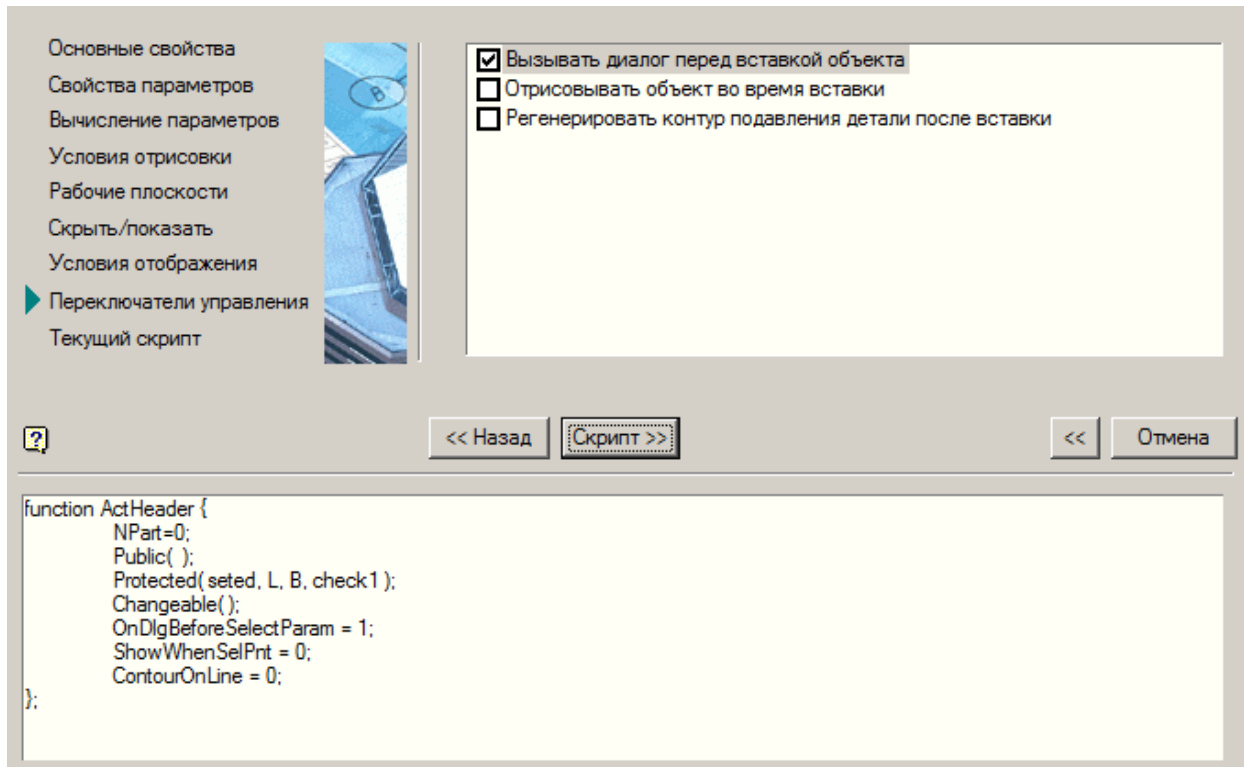 Основные свойства
Свойства параметров
Вычисление параметров
Условия отрисовки
Рабочие плоскости
Скрыть/показать
Условия отображения
Переключатели управления
Текущий скрипт
Вызывать диалог перед вставкой объекта
Отрисовывать объект во время вставки
Регенерировать контур подавления детали после вставки
? << Назад Скрипт >> << Отмена
function ActHeader {
NPart=0;
Public( );
Protected( seted, L, B, check1 );
Changeable( );
OnDlgBeforeSelectParam = 1;
ShowWhenSelPnt = 0;
ContourOnLine = 0;
};